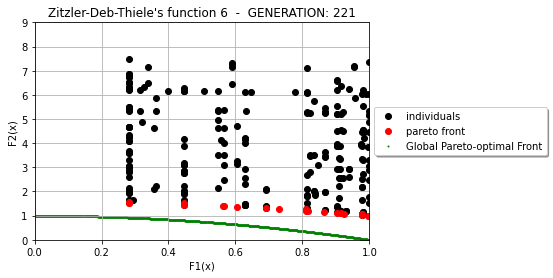 Zitzler-Deb-Thiele's function 6 - GENERATION: 221
9
8
7
6
5
4
3
2
1
0
F2(x)
0.0 0.2 0.4 0.6 0.8 1.0
F1(x)
individuals
pareto front
Global Pareto-optimal Front